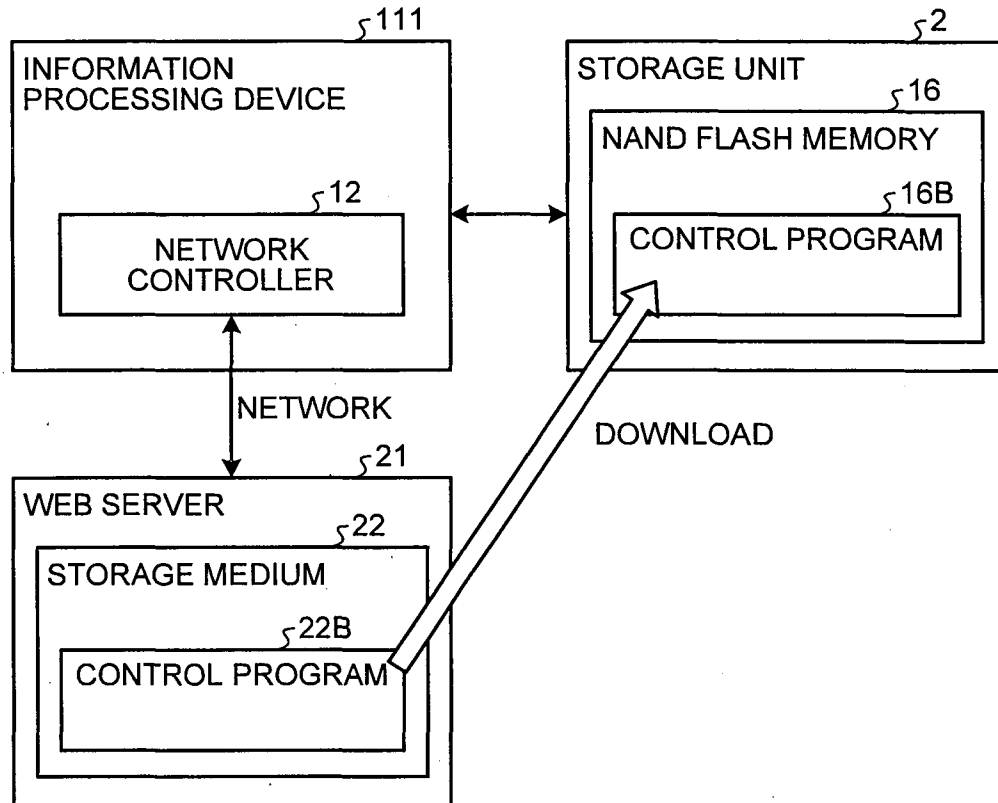 111
INFORMATION
PROCESSING DEVICE
12
NETWORK
CONTROLLER
2
STORAGE UNIT
16
NAND FLASH MEMORY
16B
CONTROL PROGRAM
NETWORK
DOWNLOAD
21
WEB SERVER
22
STORAGE MEDIUM
22B
CONTROL PROGRAM